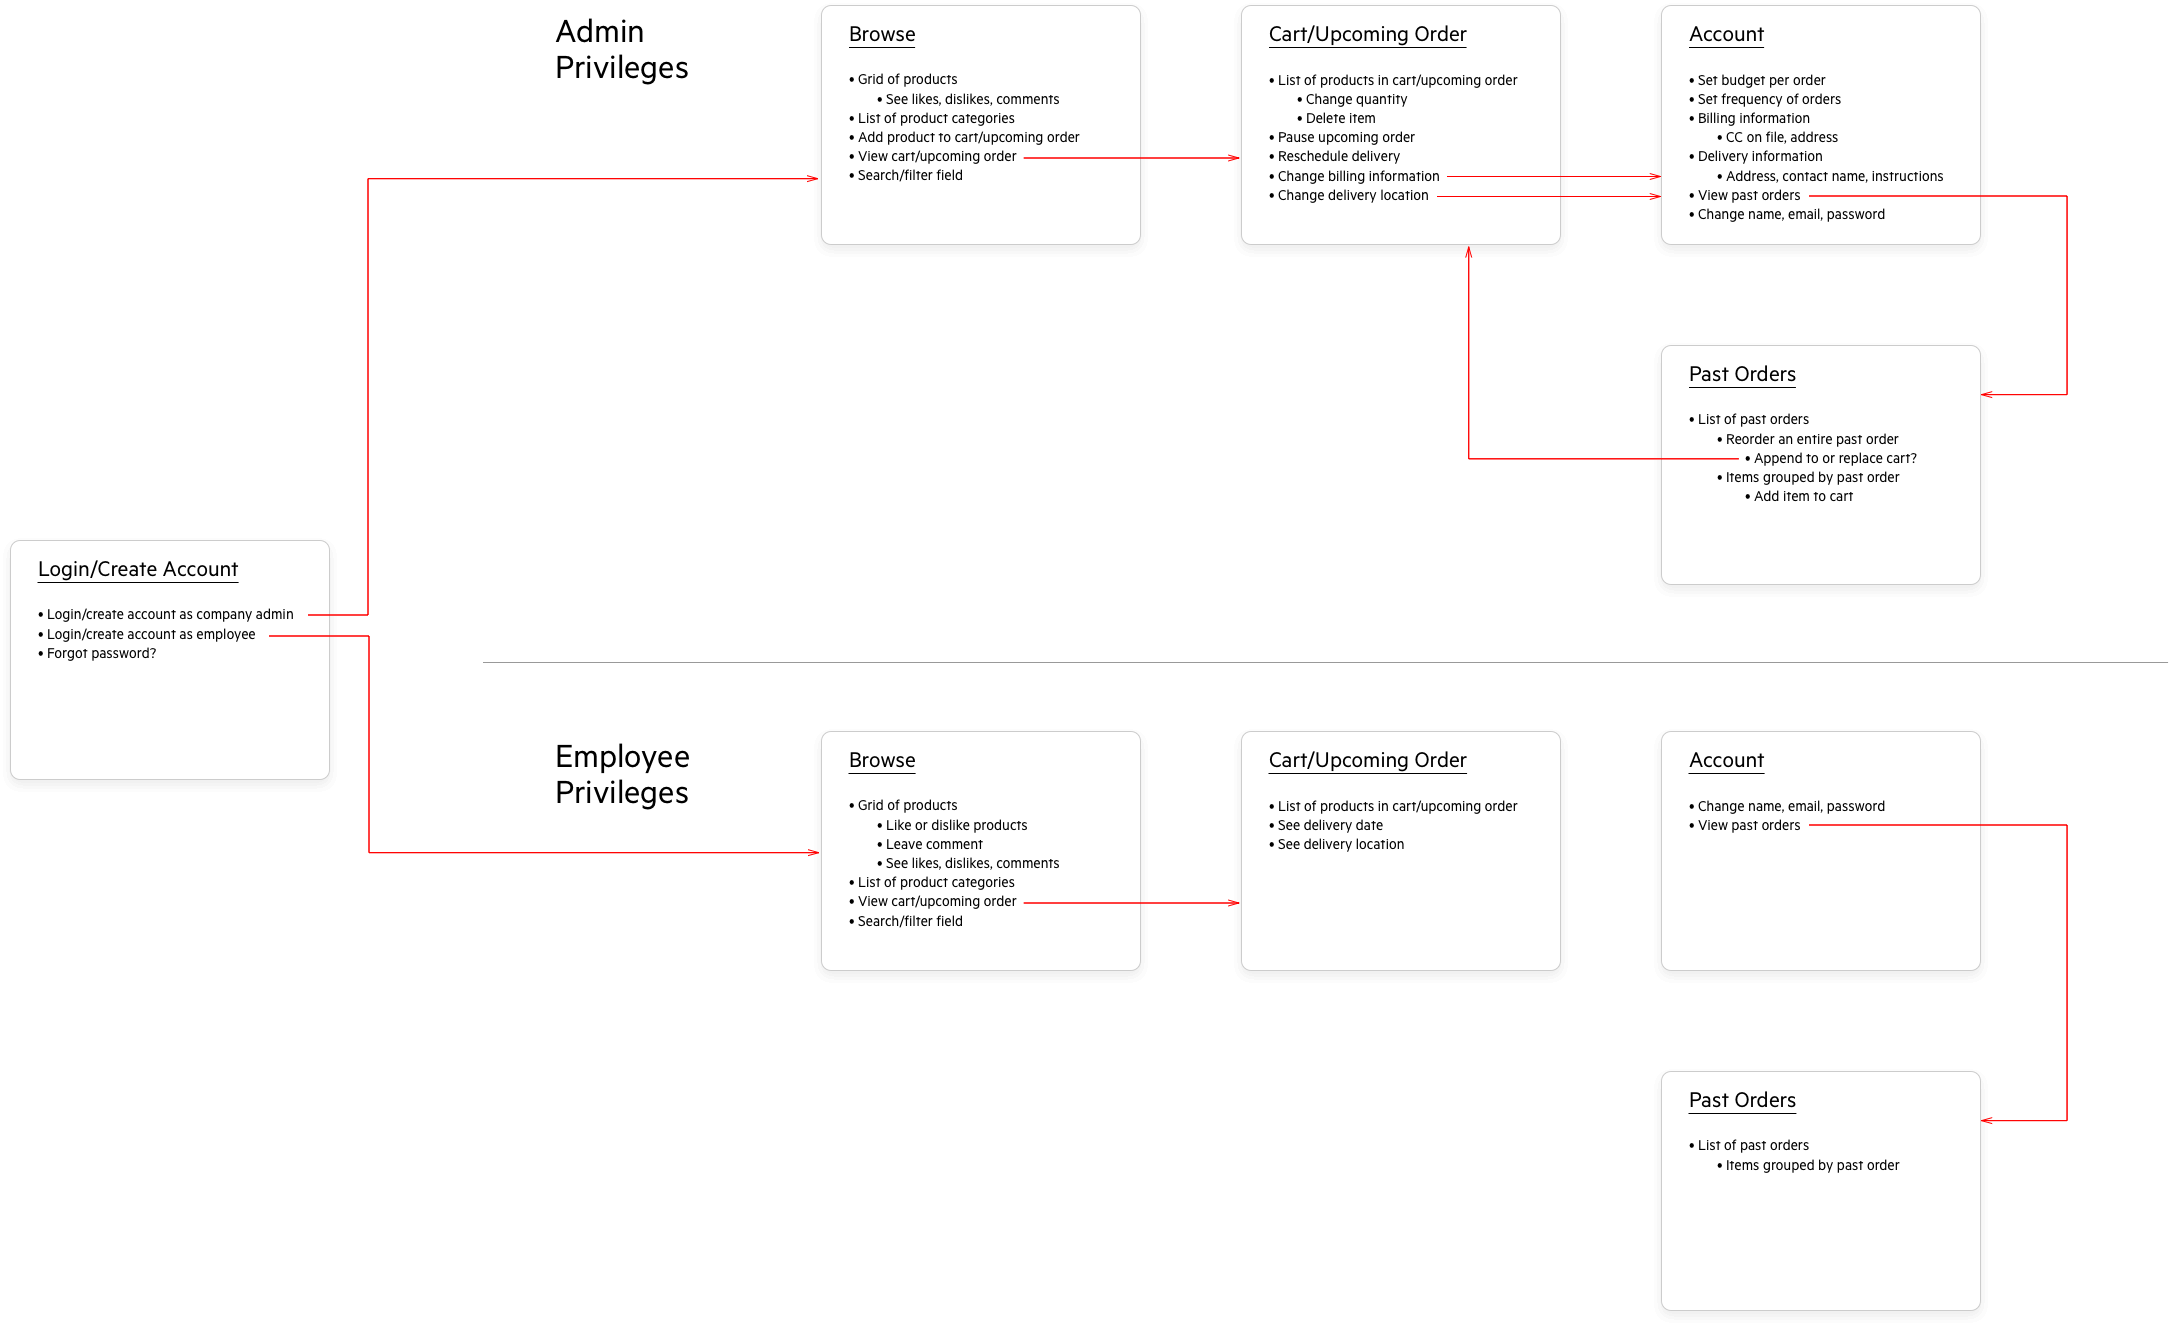 Admin
Privileges
Browse
• Grid of products
• See likes, dislikes, comments
• List of product categories
• Add product to cart/upcoming order
• View cart/upcoming order
• Search/filter field
Cart/Upcoming Order
• List of products in cart/upcoming order
• Change quantity
• Delete item
• Pause upcoming order
• Reschedule delivery
• Change billing information
• Change delivery location
Account
• Set budget per order
• Set frequency of orders
• Billing information
• CC on file, address
• Delivery information
• Address, contact name, instructions
• View past orders
• Change name, email, password
Past Orders
• List of past orders
• Reorder an entire past order
• Append to or replace cart?
• Items grouped by past order
• Add item to cart
Login/Create Account
• Login/create account as company admin
• Login/create account as employee
• Forgot password?
Employee
Privileges
Browse
• Grid of products
• Like or dislike products
• Leave comment
• See likes, dislikes, comments
• List of product categories
• View cart/upcoming order
• Search/filter field
Cart/Upcoming Order
• List of products in cart/upcoming order
• See delivery date
• See delivery location
Account
• Change name, email, password
• View past orders
Past Orders
• List of past orders
• Items grouped by past order